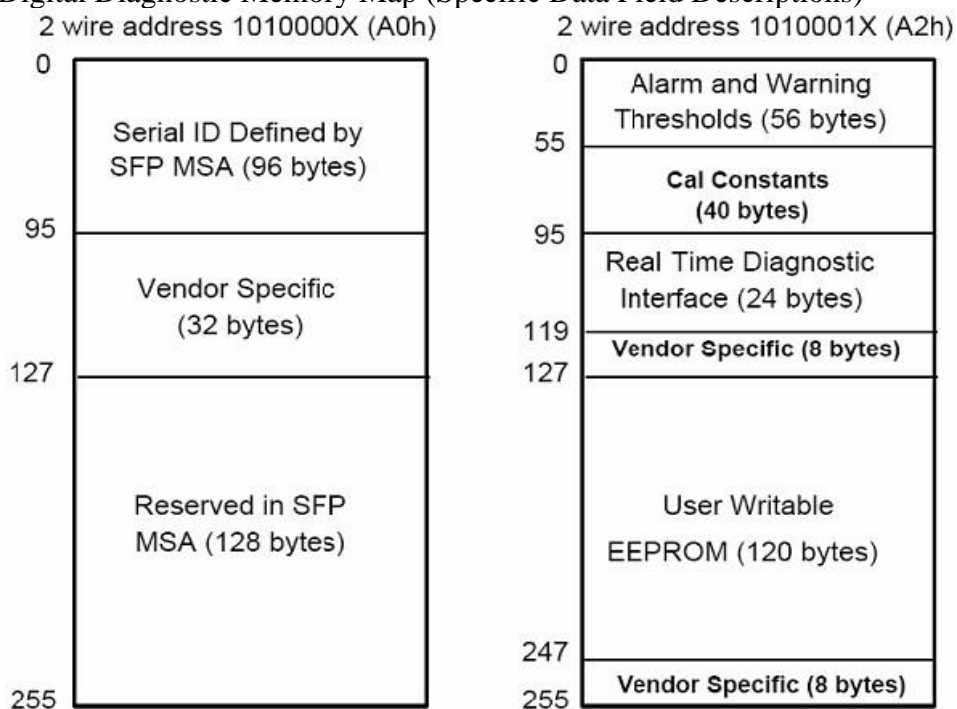 Digital Diagnostic Memory Map (Specific Data Field Descriptions)
2 wire address 1010000X (A0h)
0
Serial ID Defined by
SFP MSA (96 bytes)
95
Vendor Specific
(32 bytes)
127
Reserved in SFP
MSA (128 bytes)
255
2 wire address 1010001X (A2h)
0
Alarm and Warning
Thresholds (56 bytes)
55
Cal Constants
(40 bytes)
95
Real Time Diagnostic
Interface (24 bytes)
119
Vendor Specific (8 bytes)
127
User Writable
EEPROM (120 bytes)
247
Vendor Specific (8 bytes)
255